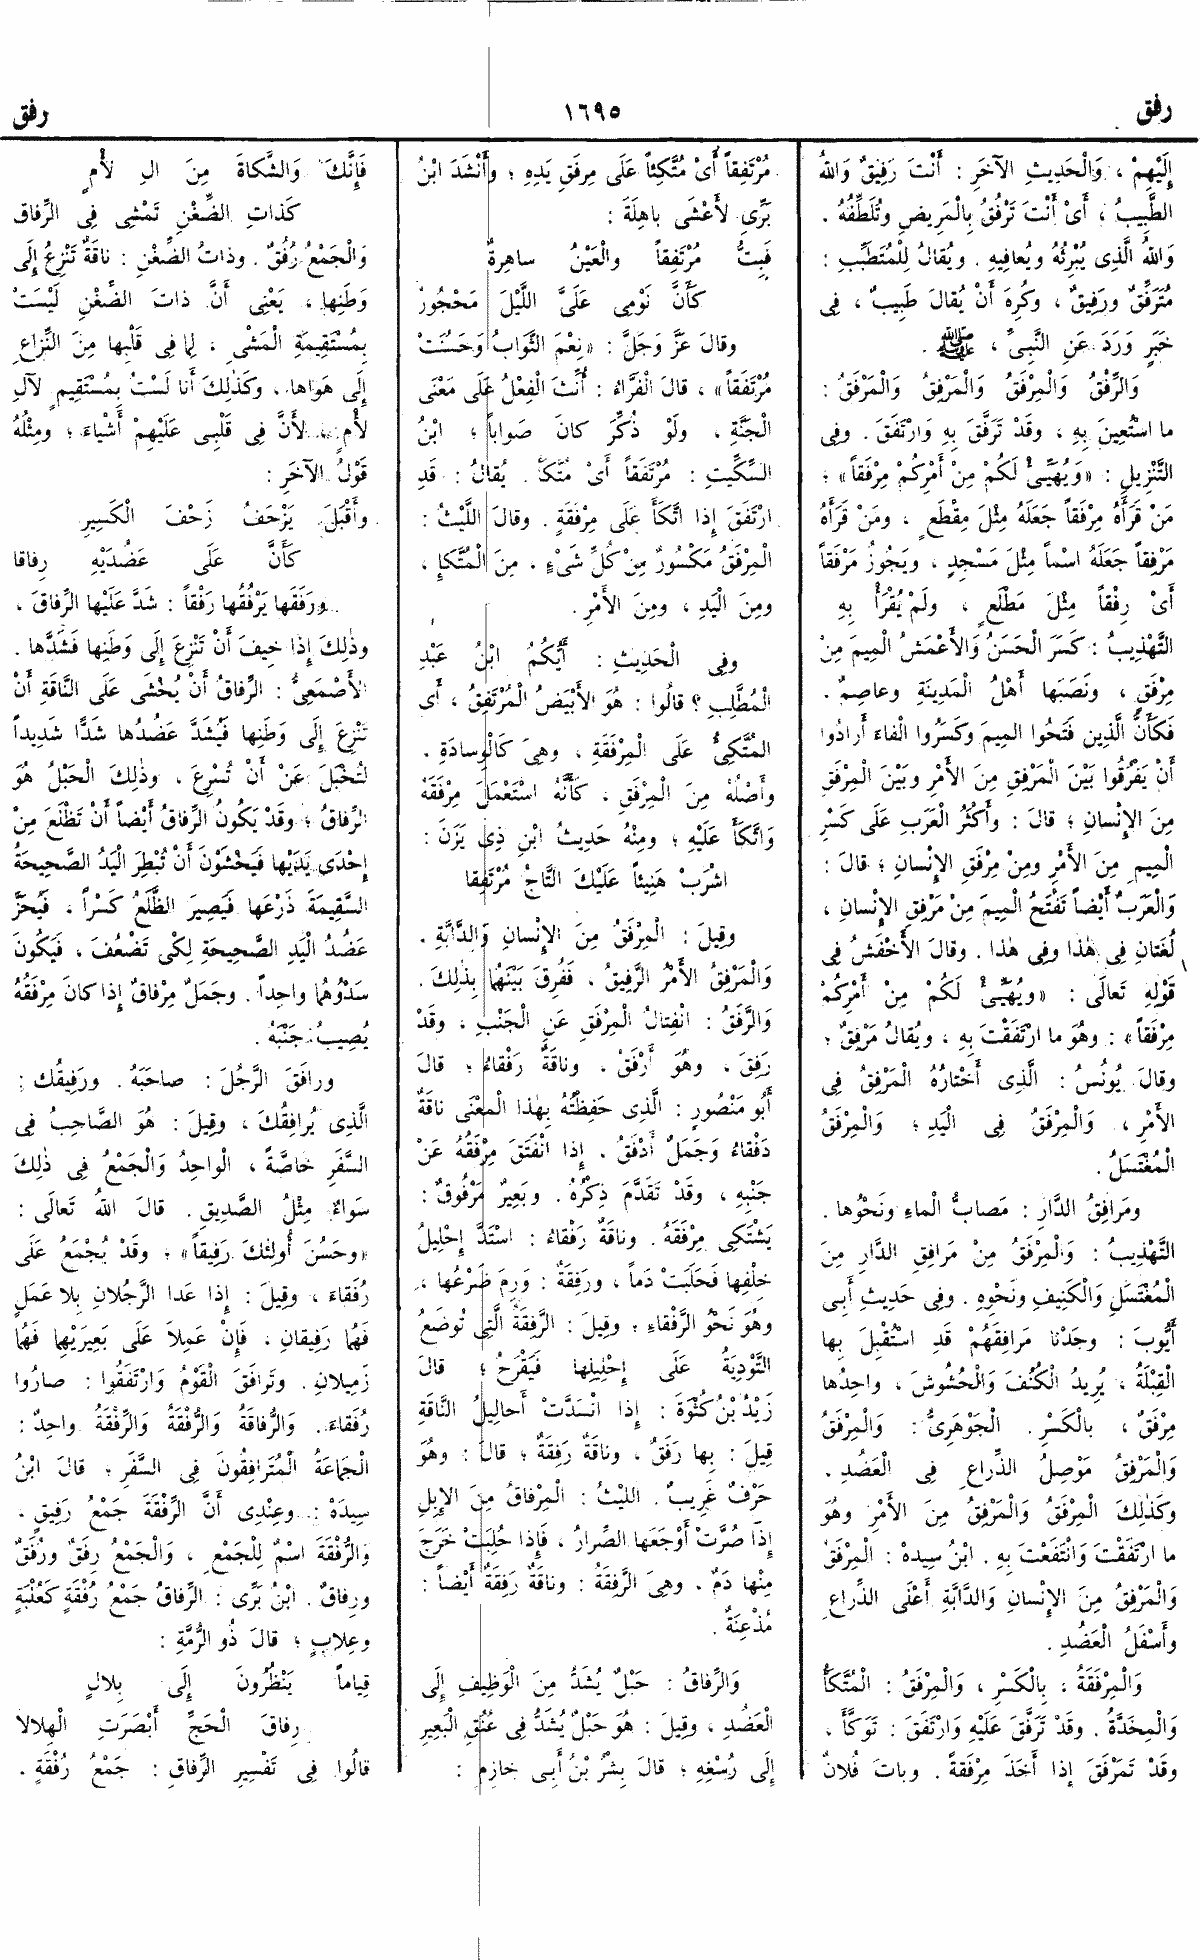 رفق
١٦٩٥
رفق
إِلَيْهِمْ ، وَالْحَدِيثِ الآخَرِ : أَنْتَ رَفِيقٌ وَاللهُ
الطَّبِيبُ ، أَىْ أَنْتَ تَرْفُقُ بِالْمَرِيضِ وتُلَطِّفُهُ .
وَاللهُ الَّذِى يُبْرِئُهُ ويُعافِيهِ . ويُقالُ لِلْمُتَطَبِّبِ :
مُتَرَفِّقٌ ورَفِيقٌ ، وكُرِهَ أَنْ يُقالَ طَبِيبٌ ، فِى
خَبَرٍ وَرَدَ عَنِ النَّبِىِّ ، ﷺ .
وَالرِّفْقُ وَالْمِرْفَقُ وَالْمَرْفِقُ وَالْمَرْفَقُ :
ما اسْتُعِينَ بِهِ ، وقَدْ تَرَفَّقَ بِهِ وَارْتَفَقَ . وفِى
التَّنْزِيلِ : «وَيُهَيِّئْ لَكُمْ مِنْ أَمْرِكُمْ مِرْفَقاً» ؛
مَنْ قَرَأَهُ مِرْفَقاً جَعَلَهُ مِثْلَ مِقْطَعٍ ، ومَنْ قَرَأَهُ
مَرْفِقاً جَعَلَهُ اسْماً مِثْلَ مَسْجِدٍ ، ويَجُوزُ مَرْفَقاً
أَىْ رِفْقاً مِثْلَ مَطْلَعٍ ، ولَمْ يُقْرَأْ بِهِ
التَّهْذِيبُ : كَسَرَ الْحَسَنُ وَالأَعْمَشُ الْمِيمَ مِنْ
مِرْفَقٍ ، ونَصَبَها أَهْلُ الْمَدِينَةِ وعاصِمٌ .
فَكَأَنَّ الَّذِينَ فَتَحُوا الْمِيمَ وكَسَرُوا الْفاءَ أَرادُوا
أَنْ يَفْرُقُوا بَيْنَ الْمَرْفِقِ مِنَ الأَمْرِ وبَيْنَ الْمِرْفَقِ
مِنَ الإِنْسانِ ؛ قالَ : وأَكْثَرُ الْعَرَبِ عَلَى كَسْرِ
الْمِيمِ مِنَ الأَمْرِ ومِنْ مِرْفَقِ الإِنْسانِ ؛ قالَ :
وَالْعَرَبُ أَيْضاً تَفْتَحُ الْمِيمَ مِنْ مَرْفِقِ الإِنْسانِ ،
لُغَتانِ فِى هٰذا وفِى هٰذا . وقالَ الأَخْفَشُ فِى
قَوْلِهِ تَعالَى : «ويُهَيِّئْ لَكُمْ مِنْ أَمْرِكُمْ
مِرْفَقاً» : وهُوَ ما ارْتَفَقْتَ بِهِ ، ويُقالُ مَرْفِقٌ ؛
وقالَ يُونُسُ : الَّذِى أَخْتارُهُ الْمَرْفِقُ فِى
الأَمْرِ ، وَالْمِرْفَقُ فِى الْيَدِ ؛ وَالْمِرْفَقُ
الْمُغْتَسَلُ .
ومَرافِقُ الدَّارِ : مَصابُّ الْماءِ ونَحْوُها .
التَّهْذِيبُ : وَالْمِرْفَقُ مِنْ مَرافِقِ الدَّارِ مِنَ
الْمُغْتَسَلِ وَالْكَنِيفِ ونَحْوِهِ . وفِى حَدِيثِ أَبِى
أَيُّوبَ : وجَدْنا مَرافِقَهُمْ قَدِ اسْتُقْبِلَ بِها
الْقِبْلَةُ ، يُرِيدُ الْكُنُفَ وَالْحُشُوشَ ، واحِدُها
مِرْفَقٌ ، بِالْكَسْرِ . الْجَوْهَرِىُّ : وَالْمِرْفَقُ
وَالْمَرْفِقُ مَوْصِلُ الذِّراعِ فِى الْعَضُدِ .
وكَذٰلِكَ الْمِرْفَقُ وَالْمَرْفِقُ مِنَ الأَمْرِ وهُوَ
ما ارْتَفَقْتَ وَانْتَفَعْتَ بِهِ . ابْنُ سِيدهْ : الْمِرْفَقُ
وَالْمَرْفِقُ مِنَ الإِنْسانِ وَالدَّابَّةِ أَعْلَى الذِّراعِ
وأَسْفَلُ الْعَضُدِ .
وَالْمِرْفَقَةُ ، بِالْكَسْرِ ، وَالْمِرْفَقُ : الْمُتَّكَأُ
وَالْمِخَدَّةُ . وقَدْ تَرَفَّقَ عَلَيْهِ وَارْتَفَقَ : تَوَكَّأَ ،
وقَدْ تَمَرْفَقَ إِذا أَخَذَ مِرْفَقَةً . وباتَ فُلانٌ
مُرْتَفِقاً أَىْ مُتَّكِئاً عَلَى مِرْفَقِ يَدِهِ ؛ وأَنْشَدَ ابْنُ
بَرِّى لأَعْشَى باهِلَةَ :
فَبِتُّ مُرْتَفِقاً والْعَيْنُ ساهِرةٌ
كَأَنَّ نَوْمِى عَلَىَّ اللَّيْلَ مَحْجُورُ
وقالَ عَزَّ وَجَلَّ : «نِعْمَ الثَّوابُ وَحَسُنَتْ
مُرْتَفَقاً» ، قالَ الْفَرَّاءُ : أُنِّثَ الْفِعْلُ عَلَى مَعْنَى
الْجَنَّةِ ، ولَوْ ذُكِّرَ كانَ صَواباً ؛ ابْنُ
السِّكِّيتِ : مُرْتَفَقاً أَىْ مُتَّكَأً . يُقالُ : قَدِ
ارْتَفَقَ إِذا اتَّكَأَ عَلَى مِرْفَقَةٍ . وقالَ اللَّيْثُ :
الْمِرْفَقُ مَكْسُورٌ مِنْ كُلِّ شَىْءٍ ، مِنَ الْمُتَّكَإِ ،
ومِنَ الْيَدِ ، ومِنَ الأَمْرِ .
وفِى الْحَدِيثِ : أَيُّكُمُ ابْنُ عَبْدِ
الْمُطَّلِبِ ؟ قالُوا : هُوَ الأَبْيَضُ الْمُرْتَفِقُ ، أَى
الْمُتَّكِئُ عَلَى الْمِرْفَقَةِ ، وهِىَ كَالْوِسادَةِ .
وأَصْلُهُ مِنَ الْمِرْفَقِ ، كَأَنَّهُ اسْتَعْمَلَ مِرْفَقَهُ
وَاتَّكَأَ عَلَيْهِ ؛ ومِنْهُ حَدِيثُ ابْنِ ذِى يَزَنَ :
اشْرَبْ هَنِيئاً عَلَيْكَ التَّاجُ مُرْتَفِقا
وقِيلَ : الْمِرْفَقُ مِنَ الإِنْسانِ وَالدَّابَّةِ .
وَالْمَرْفِقُ الأَمْرُ الرَّفِيقُ ، فَفُرِقَ بَيْنَهُما بِذٰلِكَ .
وَالرَّفَقُ : انْفِتالُ الْمِرْفَقِ عَنِ الْجَنْبِ ، وقَدْ
رَفِقَ ، وهُوَ أَرْفَقُ ، وناقَةٌ رَفْقاءُ ؛ قالَ
أَبُو مَنْصُورٍ : الَّذِى حَفِظْتُهُ بِهٰذا الْمَعْنَى ناقَةٌ
دَفْقاءُ وَجَمَلٌ أَدْفَقُ ، إِذا انْفَتَقَ مِرْفَقُهُ عَنْ
جَنْبِهِ ، وقَدْ تَقَدَّمَ ذِكْرُهُ . وبَعِيرٌ مَرْفُوقٌ :
يَشْتَكِى مِرْفَقَهُ . وناقَةٌ رَفْقاءُ : اسْتَدَّ إِحْلِيلُ
خِلْفِها فَحَلَبَتْ دَماً ، ورَفِقَةٌ : وَرِمَ ضَرْعُها ،
وهُوَ نَحْوُ الرَّفْقاءِ ؛ وقِيلَ : الرَّفِقَةُ الَّتِى تُوضَعُ
التَّوْدِيَةُ عَلَى إِحْلِيلِها فَيَقْرَحُ ؛ قالَ
زَيْدُ بْنُ كُثْوَةَ : إِذا انْسَدَّتْ أَحالِيلُ النَّاقَةِ
قِيلَ : بِها رَفَقٌ ، وناقَةٌ رَفِقَةٌ ؛ قالَ : وهُوَ
حَرْفٌ غَرِيبٌ . الليْثُ : الْمِرْفاقُ مِنَ الإِبِلِ
إِذا صُرَّتْ أَوْجَعَها الصِّرارُ ، فَإِذا حُلِبَتْ خَرَجَ
مِنْها دَمٌ ، وهِىَ الرَّفِقَةُ : وناقَةٌ رَفِقَةٌ أَيْضاً :
مُذْعِنَةٌ .
وَالرِّفاقُ : حَبْلٌ يُشَدُّ مِنَ الْوَظِيفِ إِلَى
الْعَضُدِ ، وقِيلَ : هُوَ حَبْلٌ يُشَدُّ فِى عُنُقِ الْبَعِيرِ
إِلَى رُسْغِهِ ؛ قالَ بِشْرُ بْنُ أَبِى خازِمٍ :
فَإِنَّكَ وَالشَّكاةَ مِنَ الِ لأْمٍ
كَذاتِ الضِّغْنِ تَمْشِى فِى الرِّفاقِ
وَالْجَمْعُ رُفُقٌ . وذاتُ الضِّغْنِ : ناقَةٌ تَنْزِعُ إِلَى
وَطَنِها ، يَعْنِى أَنَّ ذاتَ الضِّغْنِ لَيْسَتْ
بِمُسْتَقِيمَةِ الْمَشْىِ ، لِما فِى قَلْبِها مِنَ النِّزاعِ
إِلَى هَواها ، وكَذٰلِكَ أَنا لَسْتُ بِمُسْتَقِيمٍ لآلِ
لأْمٍ ، لأَنَّ فِى قَلْبِى عَلَيْهِمْ أَشْياءَ ؛ ومِثْلُهُ
قَوْلُ الآخَرِ :
وأَقْبَلَ يَزْحَفُ زَحْفَ الْكَسِيرِ
كَأَنَّ عَلَى عَضُدَيْهِ رِفاقا
ورَفَقَها يَرْفُقُها رَفْقاً : شدَّ عَلَيْها الرِّفاقَ ،
وذٰلِكَ إِذا خِيفَ أَنْ تَنْزِعَ إِلَى وَطَنِها فَشَدَّها .
الأَصْمَعِىُّ : الرِّفاقُ أَنْ يُخْشَى عَلَى النَّاقَةِ أَنْ
تَنْزِعَ إِلَى وَطَنِها فَيُشَدَّ عَضُدُها شَدًّا شَدِيداً
لِتُخْبَلَ عَنْ أَنْ تُسْرِعَ ، وذٰلِكَ الْحَبْلُ هُوَ
الرِّفاقُ ؛ وقَدْ يَكُونُ الرِّفاقُ أَيْضاً أَنْ تَظْلَعَ مِنْ
إِحْدَى يَدَيْها فَيَخْشَوْنَ أَنْ تُبْطِرَ الْيَدُ الصَّحِيحَةُ
السَّقِيمَةَ ذَرْعَها فَيَصِيرَ الظَّلَعُ كَسْراً ، فَيُحَزَّ
عَضُدُ الْيَدِ الصَّحِيحَةِ لِكَىْ تَضْعُفَ ، فَيَكُونَ
سَدْوُهُما واحِداً . وجَمَلٌ مِرْفاقٌ إِذا كانَ مِرْفَقُهُ
يُصِيبُ جَنْبَهُ .
ورافَقَ الرَّجُلَ : صاحَبَهُ . ورَفِيقُكَ :
الَّذِى يُرافِقُكَ ، وقِيلَ : هُوَ الصَّاحِبُ فِى
السَّفَرِ خاصَّةً ، الْواحِدُ وَالْجَمْعُ فِى ذٰلِكَ
سَواءٌ مِثْلُ الصَّدِيقِ . قالَ اللهُ تَعالَى :
«وحَسُنَ أُولٰئِكَ رَفِيقاً» ؛ وقَدْ يُجْمَعُ عَلَى
رُفَقاءَ ، وقِيلَ : إِذا عَدا الرَّجُلانِ بِلا عَمَلٍ
فَهُما رَفِيقانِ ، فَإِنْ عَمِلاَ عَلَى بَعِيرَيْهِما فَهُما
زَمِيلانِ . وتَرافَقَ الْقَوْمُ وَارْتَفَقُوا : صارُوا
رُفَقاءَ . وَالرُّفاقَةُ وَالرُّفْقَةُ وَالرِّفْقَةُ واحِدٌ :
الْجَماعَةُ الْمُتَرافِقُونَ فِى السَّفَرِ ؛ قالَ ابْنُ
سِيدَهْ : وعِنْدِى أَنَّ الرِّفْقَةَ جَمْعُ رَفِيقٍ ،
وَالرُّفْقَةَ اسْمٌ لِلْجَمْعِ ، وَالْجَمْعُ رِفَقٌ ورُفَقٌ
ورِفاقٌ . ابْنُ بَرِّى : الرِّفاقُ جَمْعُ رُفْقَةٍ كَعُلْبَةٍ
وعِلابٍ ؛ قالَ ذُو الرُّمَّةِ :
قِياماً يَنْظُرُونَ إِلَى بِلالٍ
رِفاقَ الْحَجِّ أَبْصَرَتِ الْهِلالا
قالُوا فِى تَفْسِيرِ الرِّفاقِ : جَمْعُ رُفْقَةٍ .